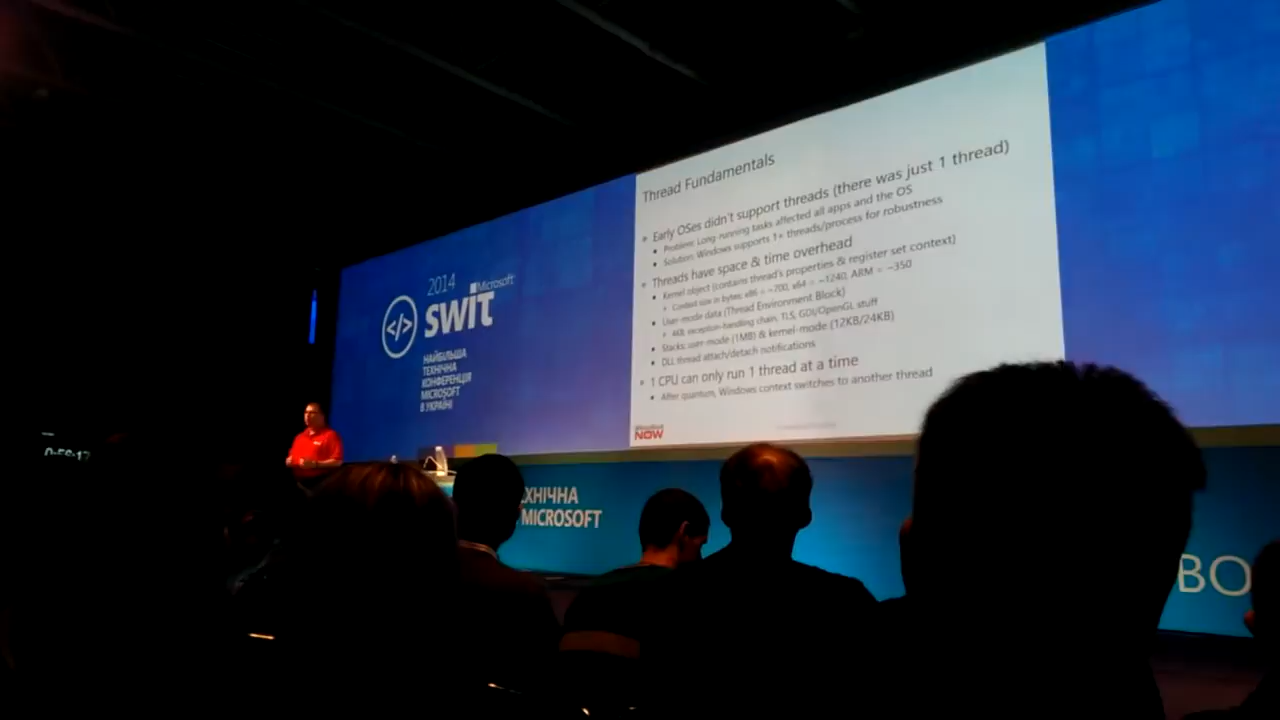 2014
Microsoft
SWIT
</>
НАЙБІЛЬША
ТЕХНІЧНА
КОНФЕРЕНЦІЯ
MICROSOFT
В УКРАЇНІ
Thread Fundamentals
Early OSes didn't support threads (there was just 1 thread)
Problem: Long-running tasks affected all apps and the OS
Solution: Windows supports 1+ threads/process for robustness
Threads have space & time overhead
Kernel object (contains thread's properties & register set context)
Context size in bytes: x86 = ~700, x64 = ~1240, ARM = ~350
User-mode data (Thread Environment Block)
4KB, exception-handling chain, TLS, GDI/OpenGL stuff
Stacks: user-mode (1MB) & kernel-mode (12KB/24KB)
DLL thread attach/detach notifications
1 CPU can only run 1 thread at a time
After quantum, Windows context switches to another thread
NOW
ЕХНІЧНА
MICROSOFT
ВО